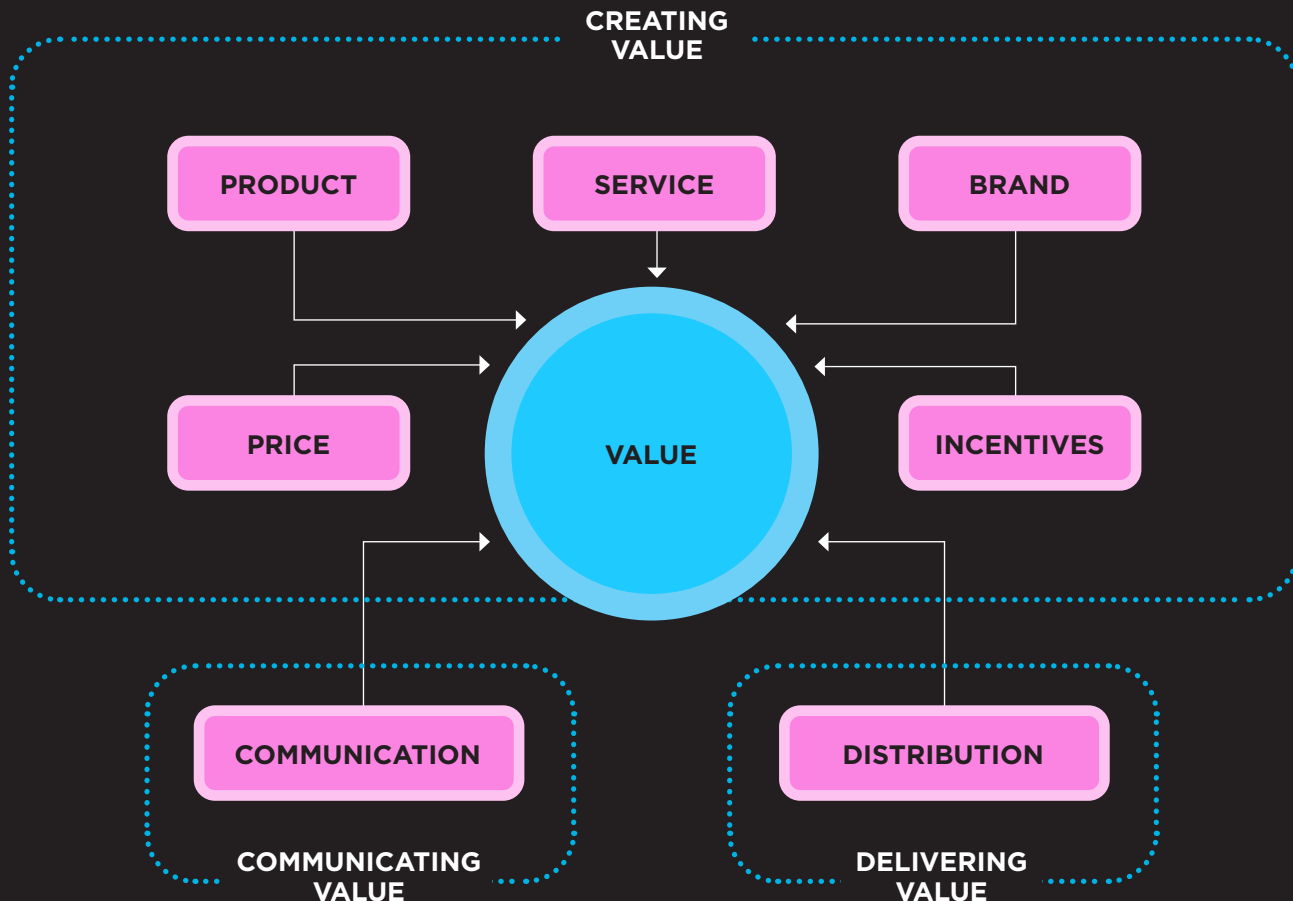 CREATING
VALUE
PRODUCT
SERVICE
BRAND
PRICE
VALUE
INCENTIVES
COMMUNICATION
DISTRIBUTION
COMMUNICATING
VALUE
DELIVERING
VALUE